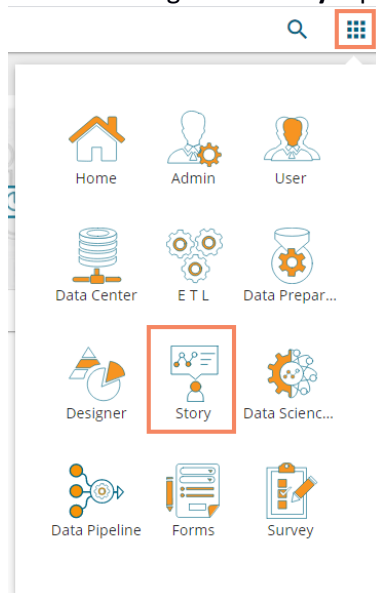 Home Admin User
Data Center E T L Data Prepar...
Designer Story Data Scienc...
Data Pipeline Forms Survey